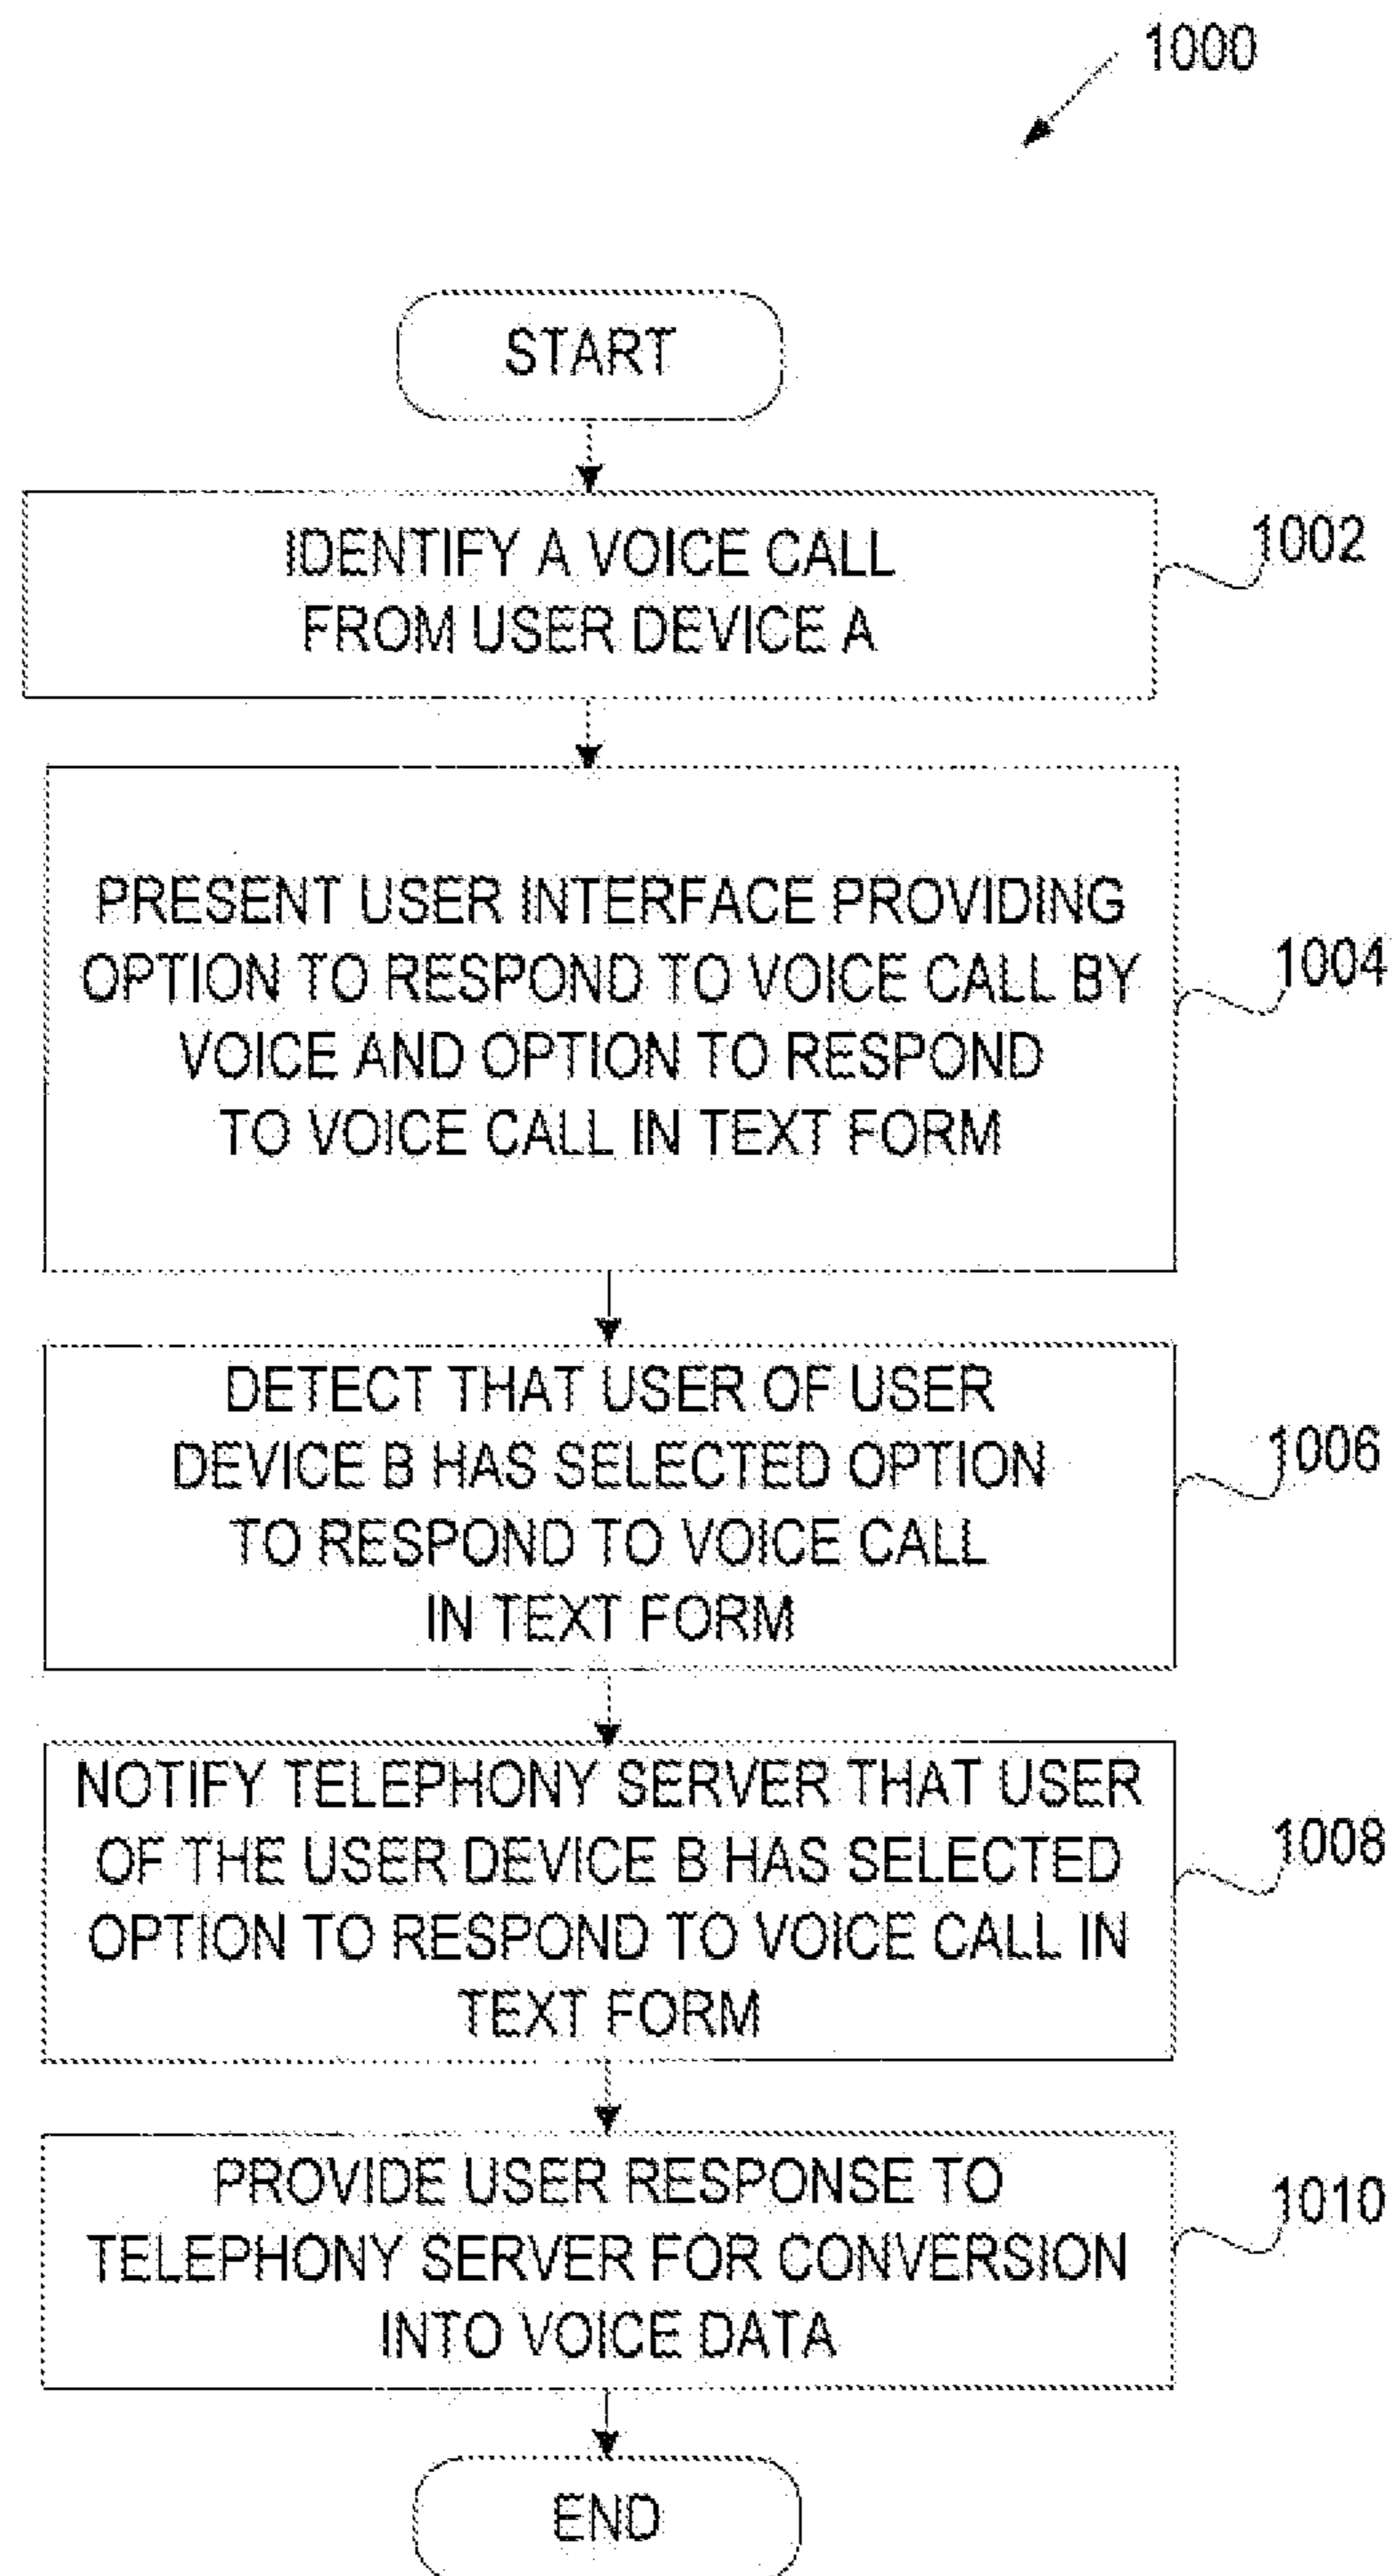 1000
START
IDENTIFY A VOICE CALL
FROM USER DEVICE A
1002
PRESENT USER INTERFACE PROVIDING
OPTION TO RESPOND TO VOICE CALL BY
VOICE AND OPTION TO RESPOND
TO VOICE CALL IN TEXT FORM
1004
DETECT THAT USER OF USER
DEVICE B HAS SELECTED OPTION
TO RESPOND TO VOICE CALL
IN TEXT FORM
1006
NOTIFY TELEPHONY SERVER THAT USER
OF THE USER DEVICE B HAS SELECTED
OPTION TO RESPOND TO VOICE CALL IN
TEXT FORM
1008
PROVIDE USER RESPONSE TO
TELEPHONY SERVER FOR CONVERSION
INTO VOICE DATA
1010
END